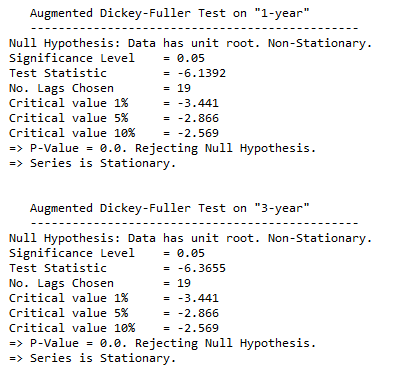 Augmented Dickey-Fuller Test on "1-year"
-----------------------------------------------
Null Hypothesis: Data has unit root. Non-Stationary.
Significance Level    = 0.05
Test Statistic        = -6.1392
No. Lags Chosen       = 19
Critical value 1%     = -3.441
Critical value 5%     = -2.866
Critical value 10%    = -2.569
=> P-Value = 0.0. Rejecting Null Hypothesis.
=> Series is Stationary.
Augmented Dickey-Fuller Test on "3-year"
-----------------------------------------------
Null Hypothesis: Data has unit root. Non-Stationary.
Significance Level    = 0.05
Test Statistic        = -6.3655
No. Lags Chosen       = 19
Critical value 1%     = -3.441
Critical value 5%     = -2.866
Critical value 10%    = -2.569
=> P-Value = 0.0. Rejecting Null Hypothesis.
=> Series is Stationary.